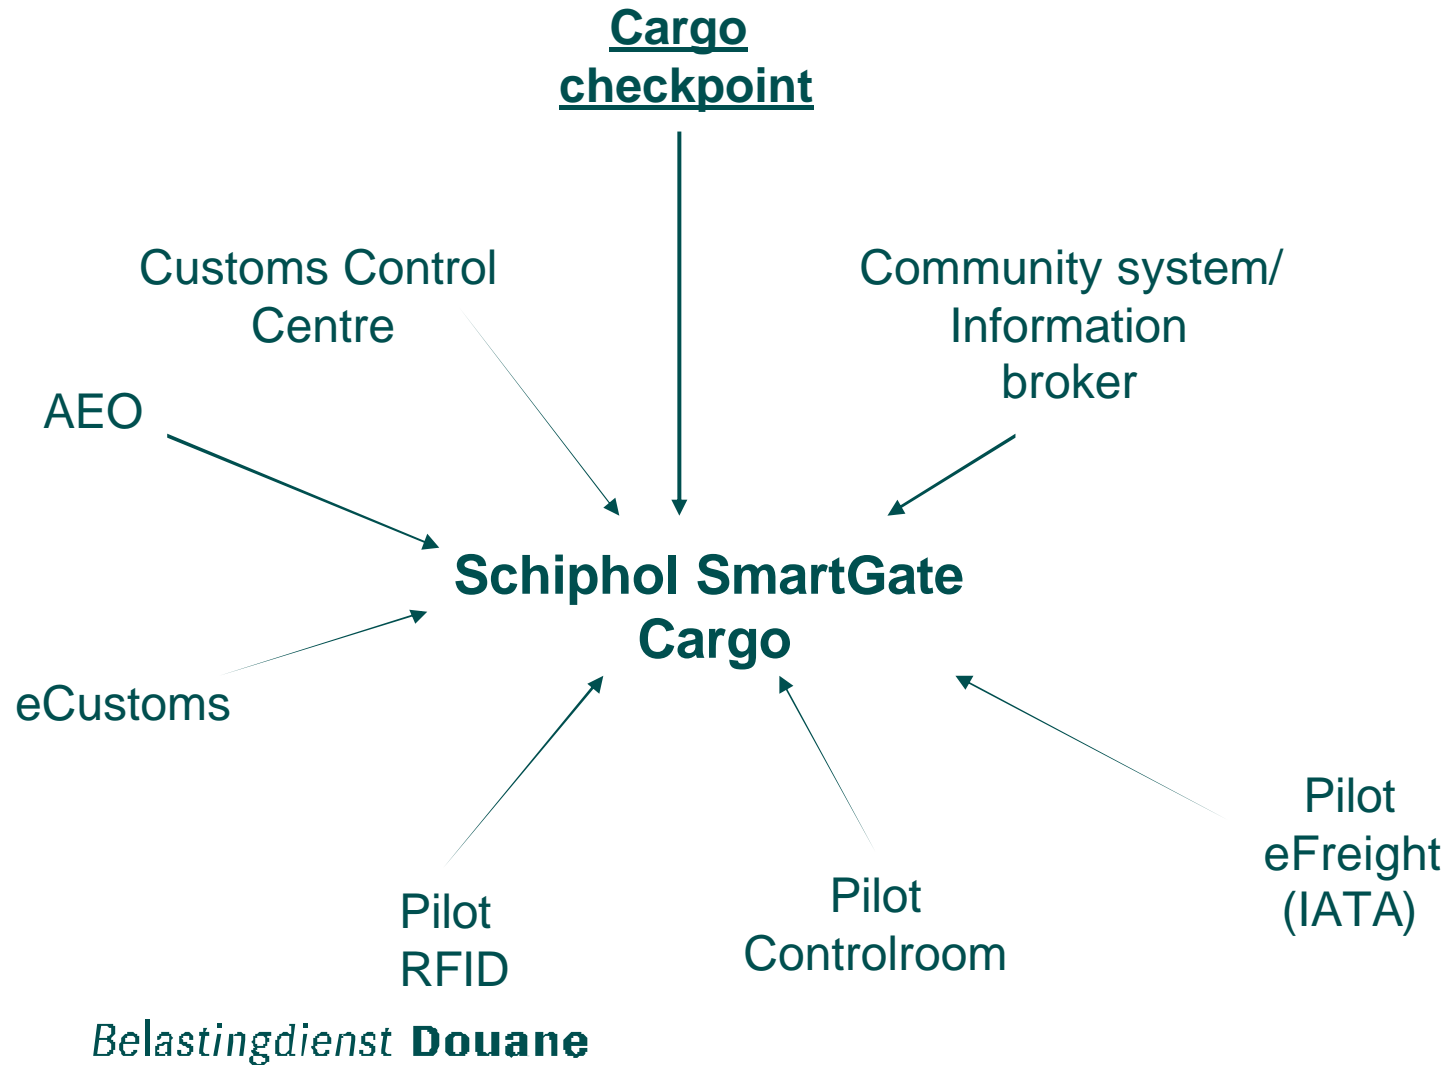 Cargo
checkpoint
Customs Control
Centre
Community system/
Information
broker
AEO
Schiphol SmartGate
Cargo
eCustoms
Pilot
eFreight
(IATA)
Pilot
Controlroom
Pilot
RFID
Belastingdienst Douane